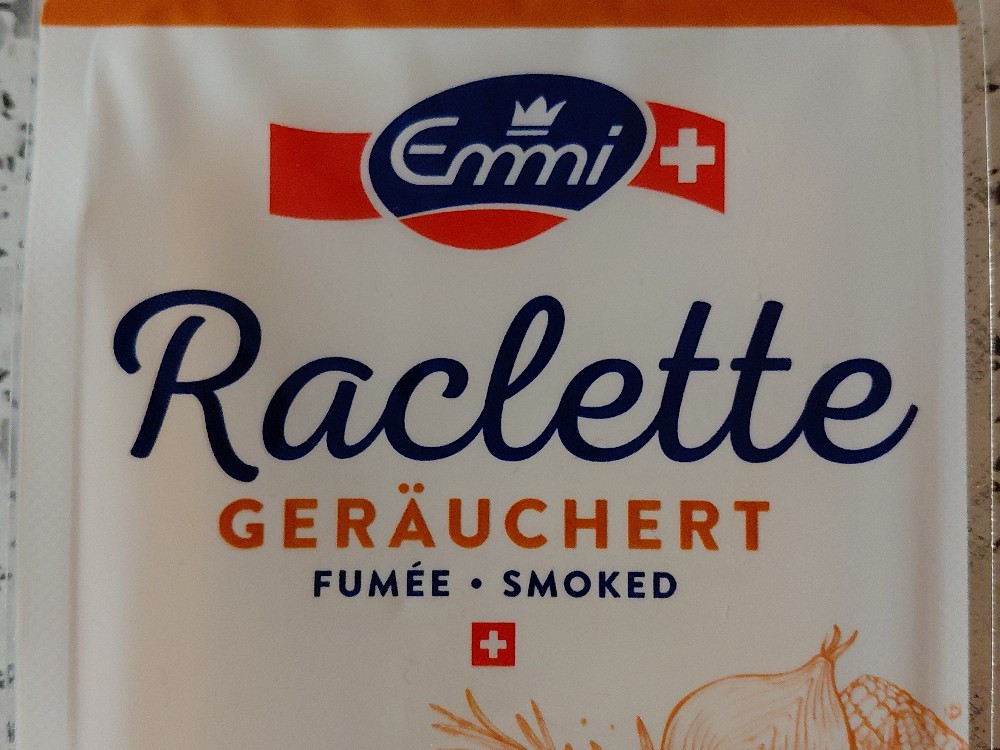 Emmi
Raclette
GERÄUCHERT
FUMÉE • SMOKED